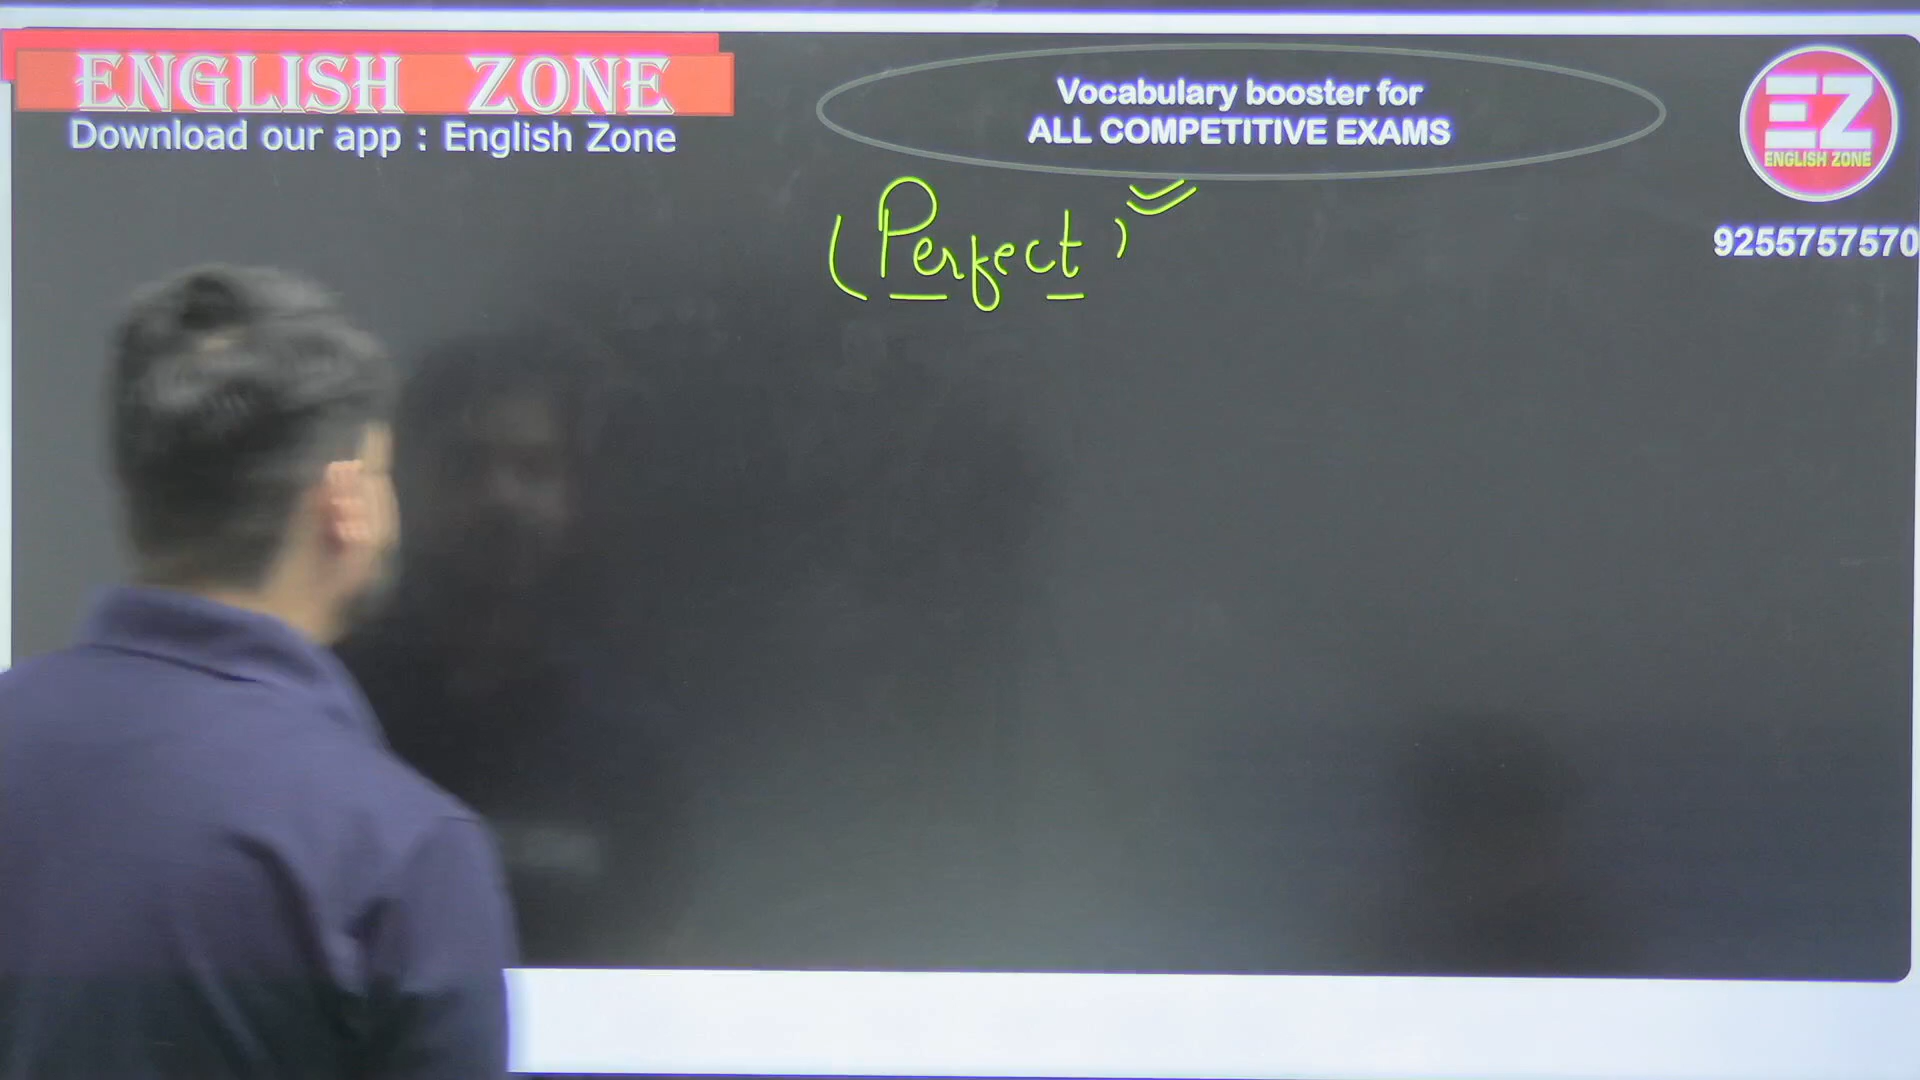 ENGLISH ZONE
Download our app : English Zone
Vocabulary booster for
ALL COMPETITIVE EXAMS
EZ
ENGLISH ZONE
9255757570
(Perfect)